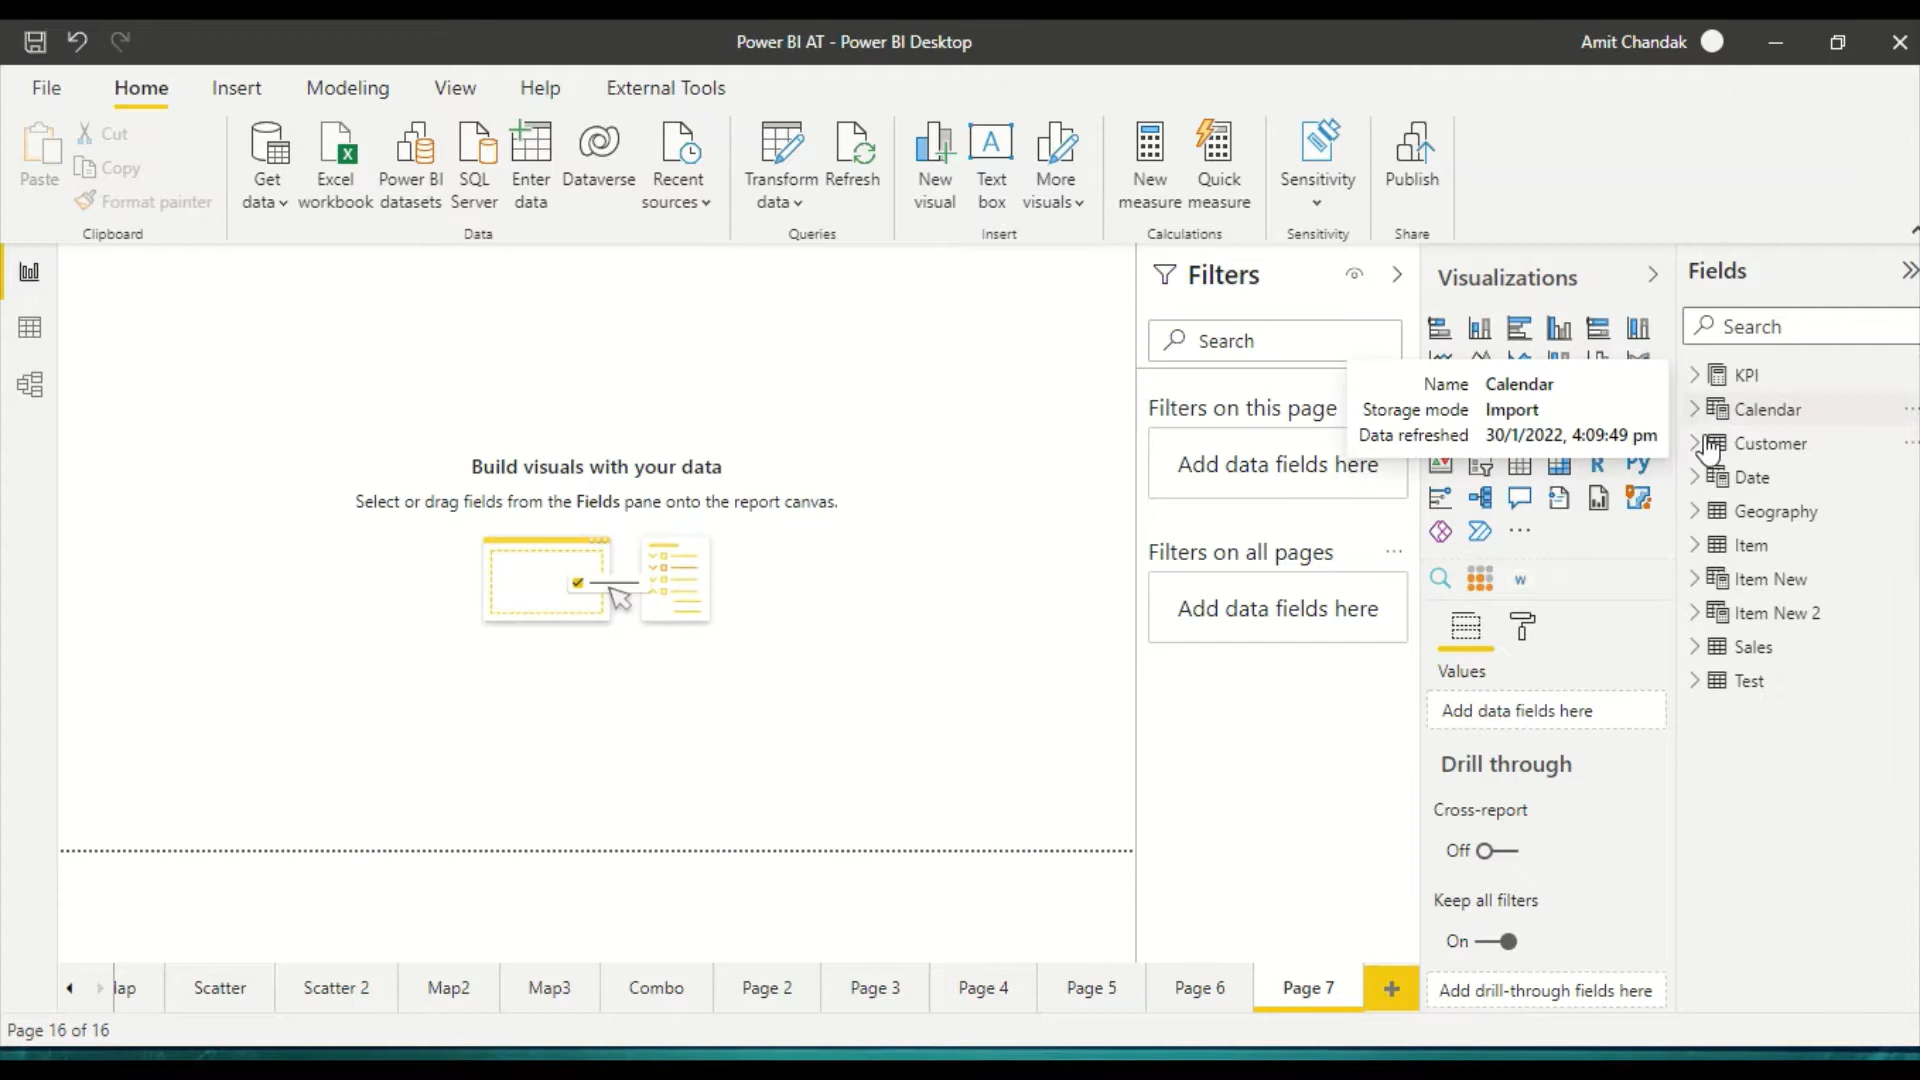 Power BI AT - Power BI Desktop
Amit Chandak
File Home Insert Modeling View Help External Tools
Paste
Cut
Copy
Format painter
Clipboard
Get data
Excel workbook
Power BI datasets
SQL Server
Enter data
Dataverse
Recent sources
Data
Transform data
Refresh
Queries
New visual
Text box
More visuals
Insert
New measure
Quick measure
Calculations
Sensitivity
Sensitivity
Publish
Share
Build visuals with your data
Select or drag fields from the Fields pane onto the report canvas.
Filters
Search
Filters on this page
Add data fields here
Filters on all pages
Add data fields here
Name Calendar
Storage mode Import
Data refreshed 30/1/2022, 4:09:49 pm
Visualizations
R Py
w
Values
Add data fields here
Drill through
Cross-report
Off
Keep all filters
On
Add drill-through fields here
Fields
Search
KPI
Calendar
Customer
Date
Geography
Item
Item New
Item New 2
Sales
Test
lap Scatter Scatter 2 Map2 Map3 Combo Page 2 Page 3 Page 4 Page 5 Page 6 Page 7
Page 16 of 16